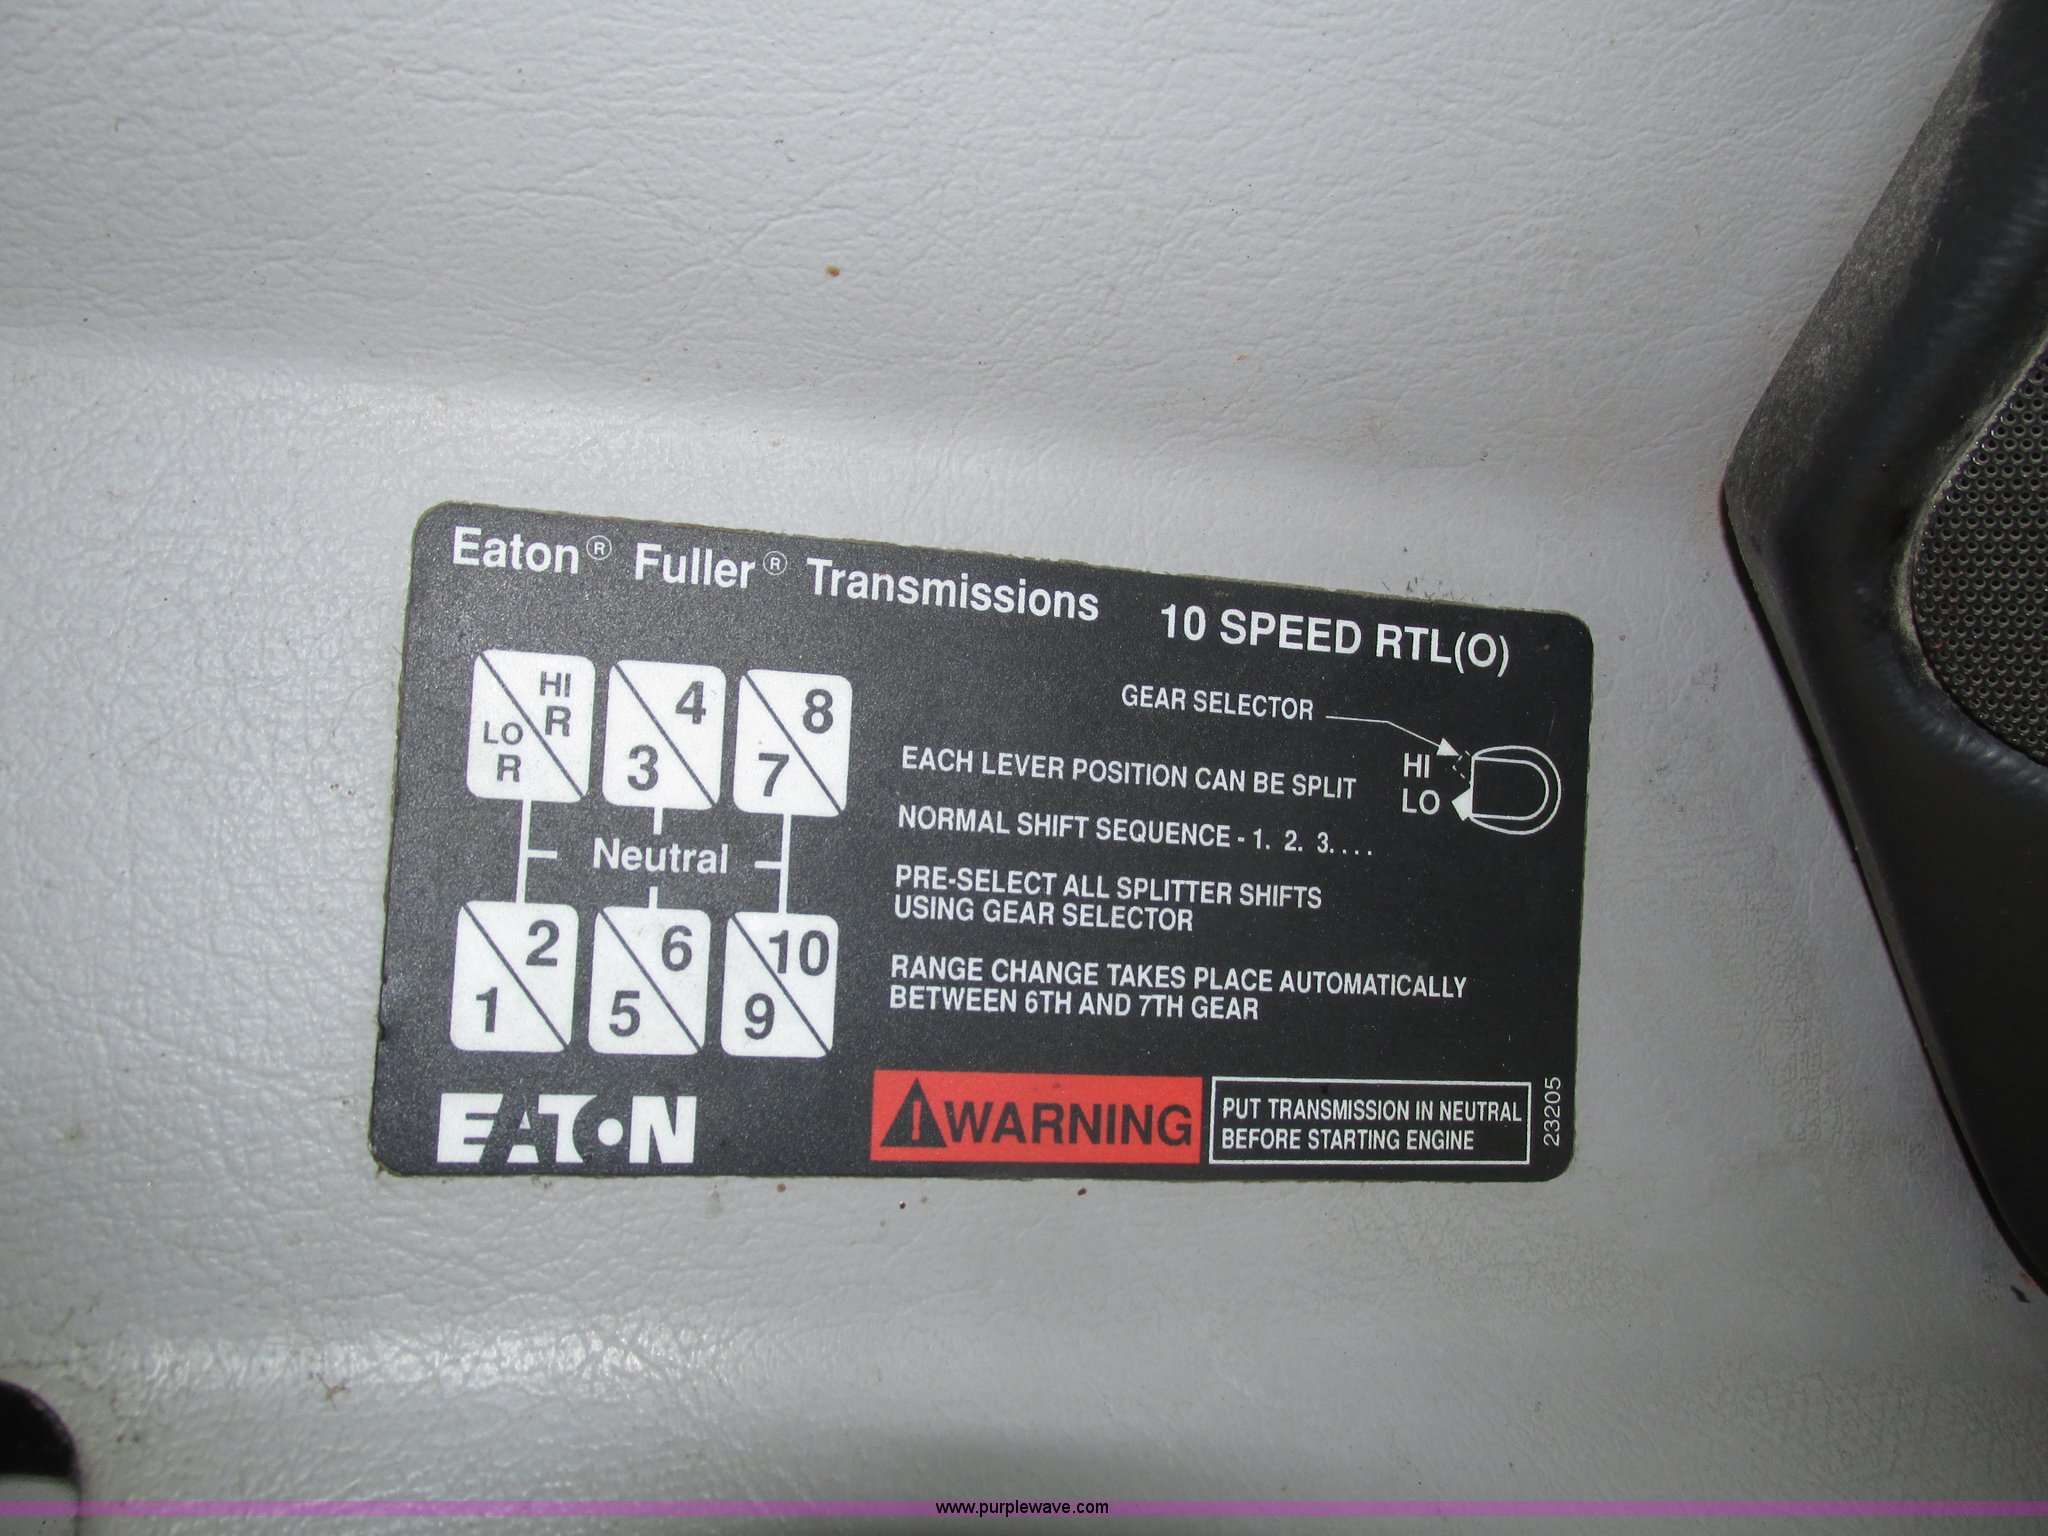 Eaton® Fuller® Transmissions 10 SPEED RTL(O)
HI
R
LO
R
4
3
8
7
Neutral
2
1
6
5
10
9
GEAR SELECTOR
HI
LO
EACH LEVER POSITION CAN BE SPLIT
NORMAL SHIFT SEQUENCE - 1. 2. 3. . . .
PRE-SELECT ALL SPLITTER SHIFTS
USING GEAR SELECTOR
RANGE CHANGE TAKES PLACE AUTOMATICALLY
BETWEEN 6TH AND 7TH GEAR
EATON
! WARNING
PUT TRANSMISSION IN NEUTRAL
BEFORE STARTING ENGINE
23205
www.purplewave.com